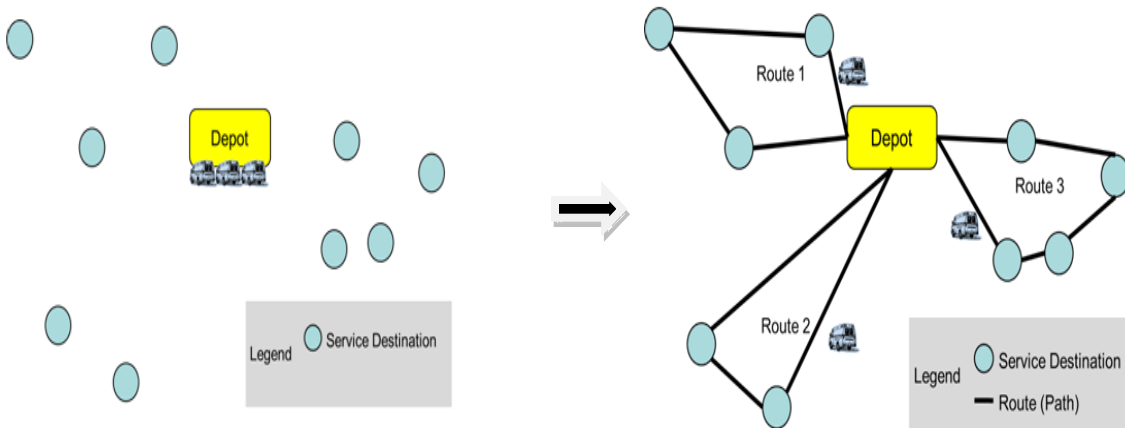 Depot
Legend
Service Destination
Route 1
Depot
Route 3
Route 2
Legend
Service Destination
Route (Path)